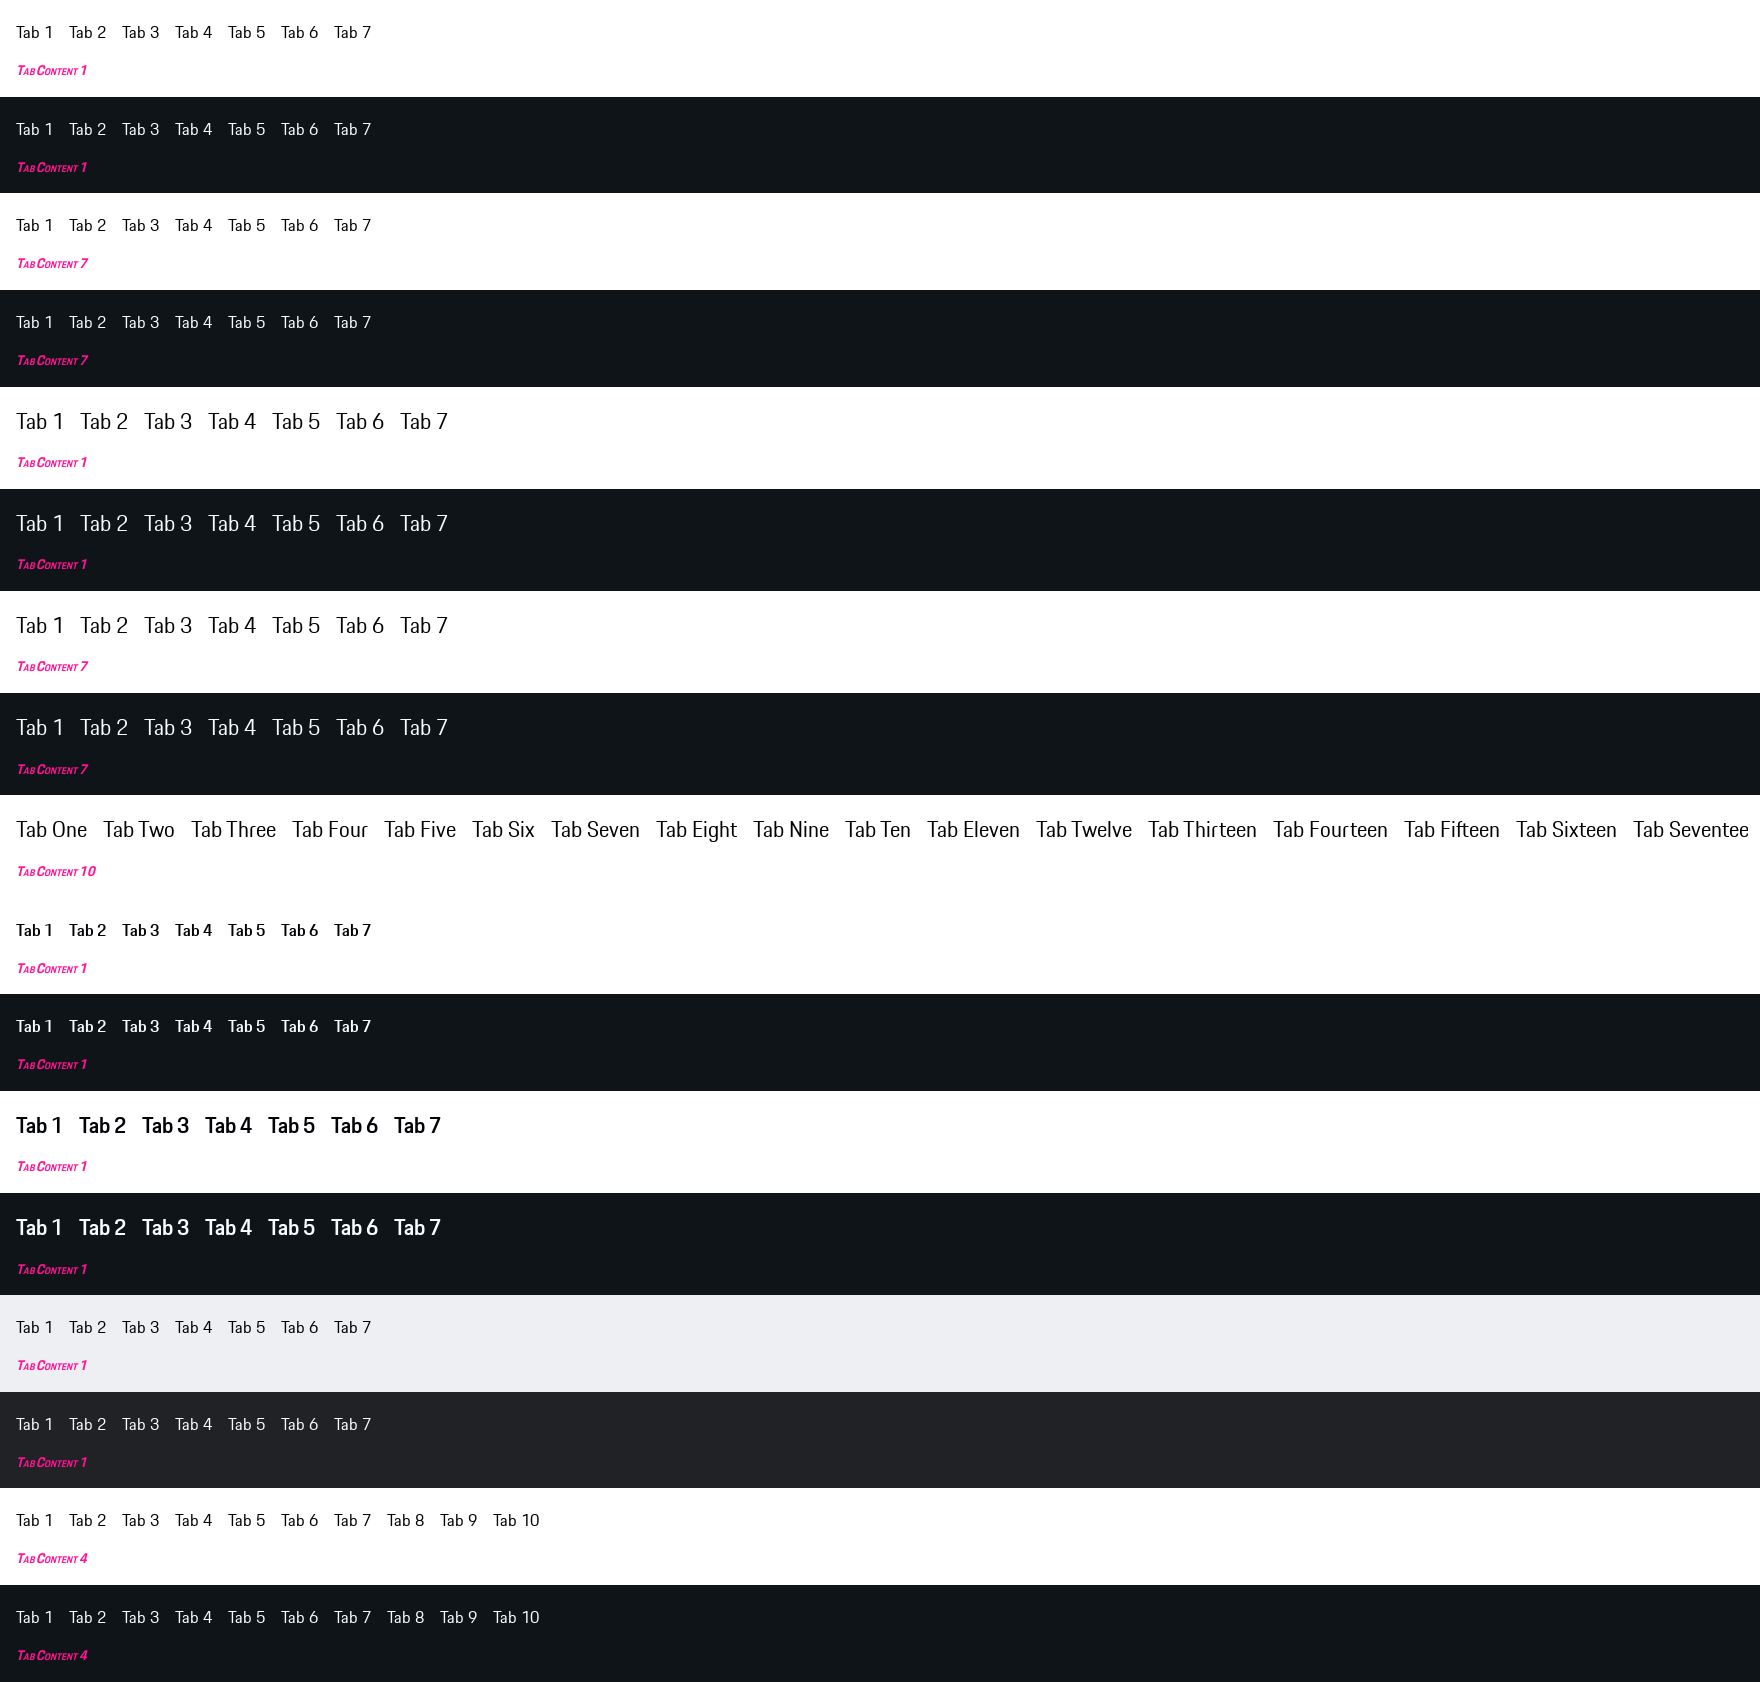 Tab 1 Tab 2 Tab 3 Tab 4 Tab 5 Tab 6 Tab 7
Tab Content 1
Tab 1 Tab 2 Tab 3 Tab 4 Tab 5 Tab 6 Tab 7
Tab Content 1
Tab 1 Tab 2 Tab 3 Tab 4 Tab 5 Tab 6 Tab 7
Tab Content 7
Tab 1 Tab 2 Tab 3 Tab 4 Tab 5 Tab 6 Tab 7
Tab Content 7
Tab 1 Tab 2 Tab 3 Tab 4 Tab 5 Tab 6 Tab 7
Tab Content 1
Tab 1 Tab 2 Tab 3 Tab 4 Tab 5 Tab 6 Tab 7
Tab Content 1
Tab 1 Tab 2 Tab 3 Tab 4 Tab 5 Tab 6 Tab 7
Tab Content 7
Tab 1 Tab 2 Tab 3 Tab 4 Tab 5 Tab 6 Tab 7
Tab Content 7
Tab One Tab Two Tab Three Tab Four Tab Five Tab Six Tab Seven Tab Eight Tab Nine Tab Ten Tab Eleven Tab Twelve Tab Thirteen Tab Fourteen Tab Fifteen Tab Sixteen Tab Seventee
Tab Content 10
Tab 1 Tab 2 Tab 3 Tab 4 Tab 5 Tab 6 Tab 7
Tab Content 1
Tab 1 Tab 2 Tab 3 Tab 4 Tab 5 Tab 6 Tab 7
Tab Content 1
Tab 1 Tab 2 Tab 3 Tab 4 Tab 5 Tab 6 Tab 7
Tab Content 1
Tab 1 Tab 2 Tab 3 Tab 4 Tab 5 Tab 6 Tab 7
Tab Content 1
Tab 1 Tab 2 Tab 3 Tab 4 Tab 5 Tab 6 Tab 7
Tab Content 1
Tab 1 Tab 2 Tab 3 Tab 4 Tab 5 Tab 6 Tab 7
Tab Content 1
Tab 1 Tab 2 Tab 3 Tab 4 Tab 5 Tab 6 Tab 7 Tab 8 Tab 9 Tab 10
Tab Content 4
Tab 1 Tab 2 Tab 3 Tab 4 Tab 5 Tab 6 Tab 7 Tab 8 Tab 9 Tab 10
Tab Content 4